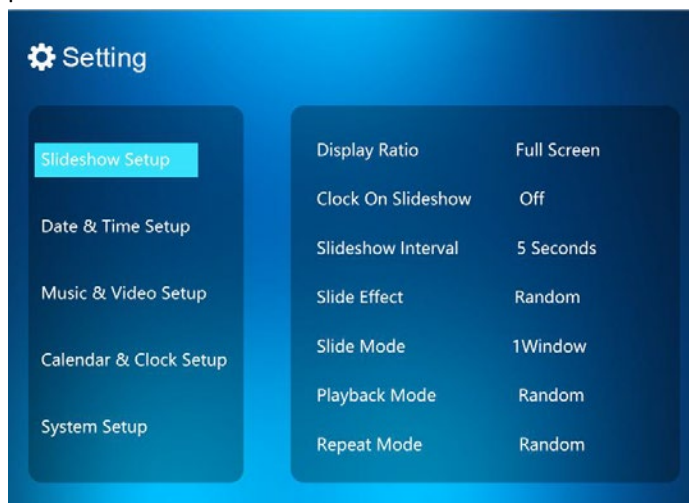 Setting
Slideshow Setup
Date & Time Setup
Music & Video Setup
Calendar & Clock Setup
System Setup
Display Ratio Full Screen
Clock On Slideshow Off
Slideshow Interval 5 Seconds
Slide Effect Random
Slide Mode 1Window
Playback Mode Random
Repeat Mode Random